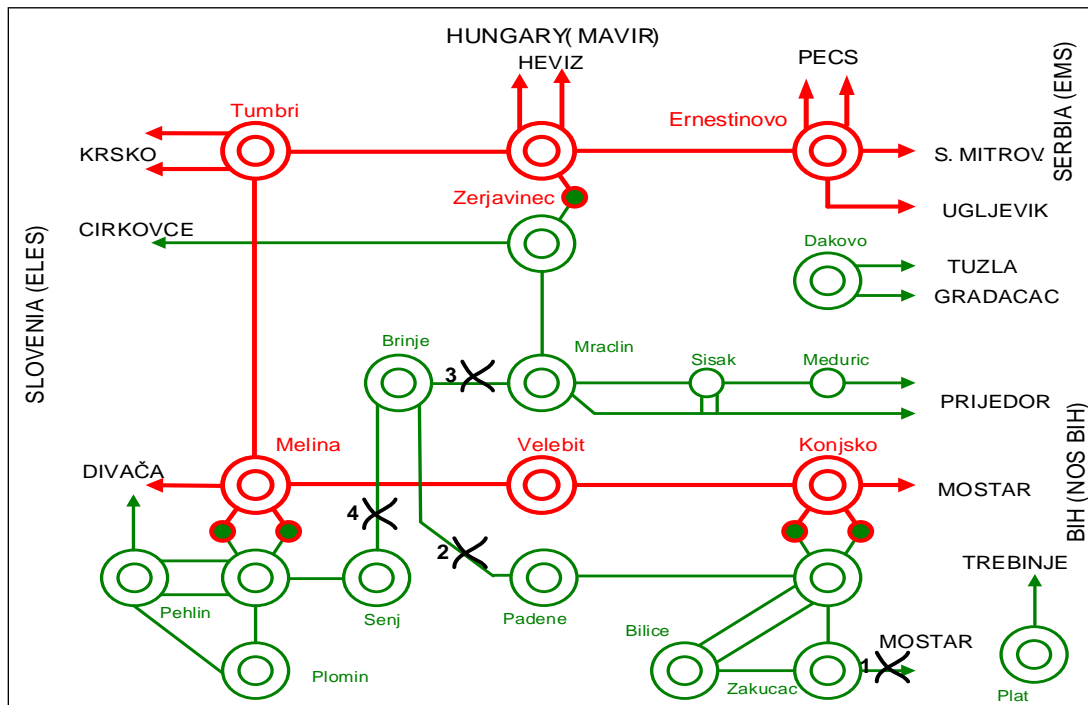 HUNGARY( MAVIR)
HEVIZ
PECS
Tumbri
Ernestinovo
SERBIA (EMS)
KRSKO
S. MITROV.
Zerjavinec
UGLJEVIK
CIRKOVCE
Dakovo
TUZLA
GRADACAC
SLOVENIA (ELES)
Brinje
Mraclin
Sisak
Meduric
3
PRIJEDOR
Melina
Velebit
Konjsko
DIVAČA
MOSTAR
BIH (NOS BIH)
4
2
TREBINJE
Pehlin
Senj
Padene
Bilice
MOSTAR
1
Plomin
Zakucac
Plat